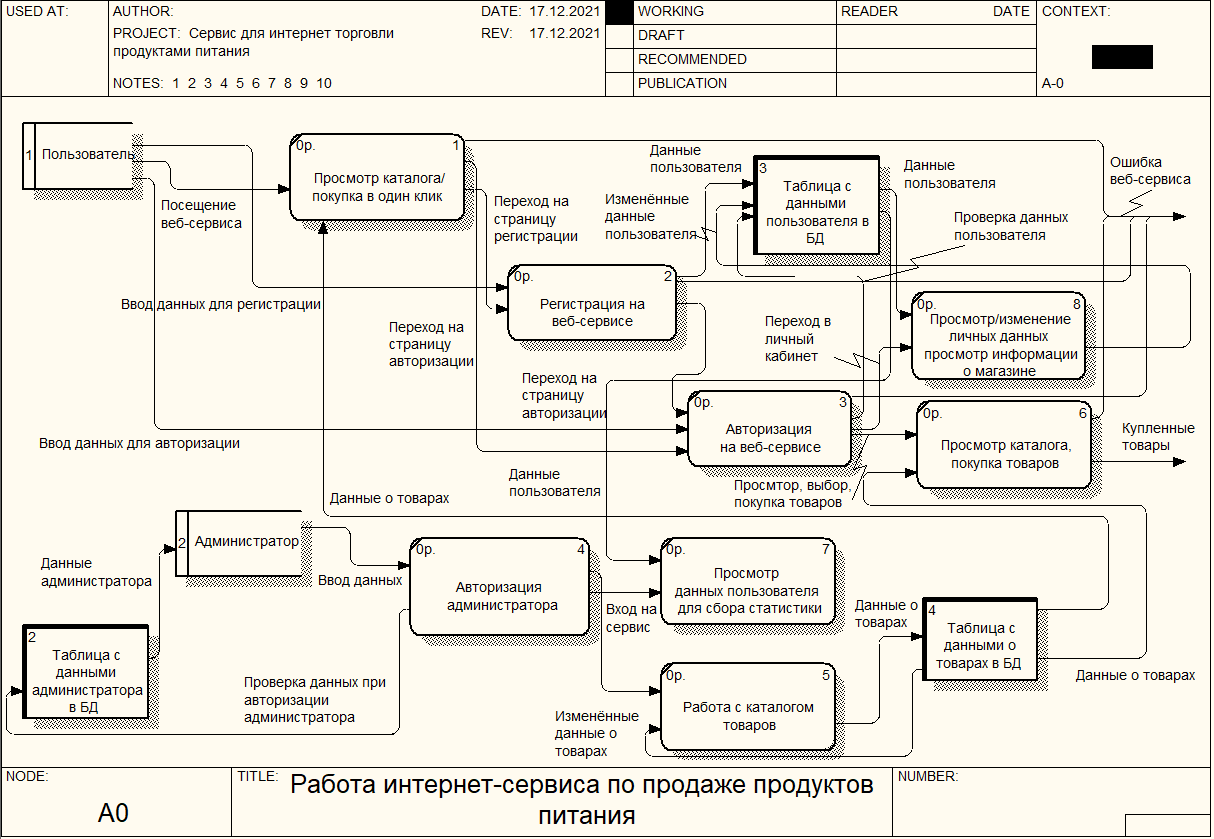 USED AT:
AUTHOR:
DATE: 17.12.2021
PROJECT: Сервис для интернет торговли
продуктами питания
REV: 17.12.2021
NOTES: 1 2 3 4 5 6 7 8 9 10
WORKING
DRAFT
RECOMMENDED
PUBLICATION
READER
DATE
CONTEXT:
A-0
1
Пользователь
0р.
1
Просмотр каталога/
покупка в один клик
Посещение
веб-сервиса
Переход на
страницу
регистрации
Данные
пользователя
Изменённые
данные
пользователя
3
Таблица с
данными
пользователя в
БД
Данные
пользователя
Ошибка
веб-сервиса
Проверка данных
пользователя
0р.
2
Регистрация на
веб-сервисе
Ввод данных для регистрации
Переход на
страницу
авторизации
Переход в
личный
кабинет
0р.
8
Просмотр/изменение
личных данных
просмотр информации
о магазине
Переход на
страницу
авторизации
0р.
3
Авторизация
на веб-сервисе
0р.
6
Просмотр каталога,
покупка товаров
Купленные
товары
Ввод данных для авторизации
Данные
пользователя
Просмтор, выбор,
покупка товаров
Данные о товарах
2
Администратор
Данные
администратора
Ввод данных
0р.
4
Авторизация
администратора
0р.
7
Просмотр
данных пользователя
для сбора статистики
Вход на
сервис
Данные о
товарах
4
Таблица с
данными о
товарах в БД
2
Таблица с
данными
администратора
в БД
Проверка данных при
авторизации
администратора
0р.
5
Работа с каталогом
товаров
Изменённые
данные о
товарах
Данные о товарах
NODE:
A0
TITLE:
Работа интернет-сервиса по продаже продуктов
питания
NUMBER: